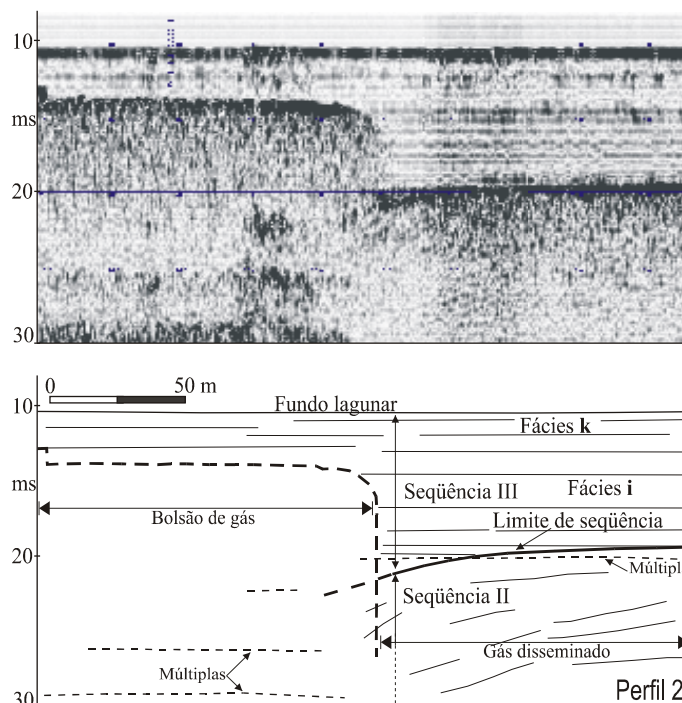 10
ms
20
30
0 50 m
10
Fundo lagunar
Fácies k
ms
Seqüência III
Fácies i
Bolsão de gás
Limite de seqüência
20
Múltipl
Seqüência II
Gás disseminado
Múltiplas
30
Perfil 2